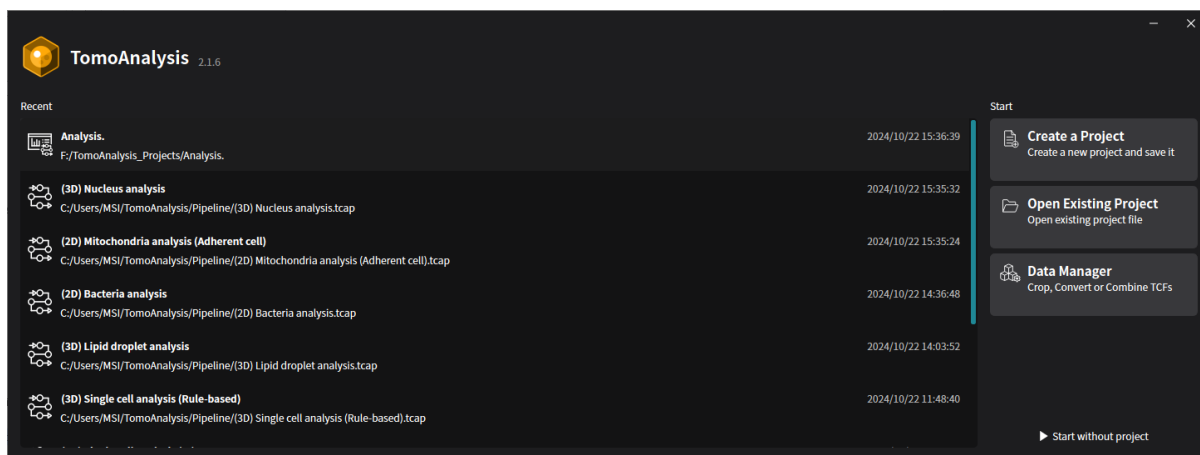 TomoAnalysis 2.1.6
Recent
Analysis. 2024/10/22 15:36:39
F:/TomoAnalysis_Projects/Analysis.
(3D) Nucleus analysis 2024/10/22 15:35:32
C:/Users/MSI/TomoAnalysis/Pipeline/(3D) Nucleus analysis.tcap
(2D) Mitochondria analysis (Adherent cell) 2024/10/22 15:35:24
C:/Users/MSI/TomoAnalysis/Pipeline/(2D) Mitochondria analysis (Adherent cell).tcap
(2D) Bacteria analysis 2024/10/22 14:36:48
C:/Users/MSI/TomoAnalysis/Pipeline/(2D) Bacteria analysis.tcap
(3D) Lipid droplet analysis 2024/10/22 14:03:52
C:/Users/MSI/TomoAnalysis/Pipeline/(3D) Lipid droplet analysis.tcap
(3D) Single cell analysis (Rule-based) 2024/10/22 11:48:40
C:/Users/MSI/TomoAnalysis/Pipeline/(3D) Single cell analysis (Rule-based).tcap
Start
Create a Project
Create a new project and save it
Open Existing Project
Open existing project file
Data Manager
Crop, Convert or Combine TCFs
Start without project